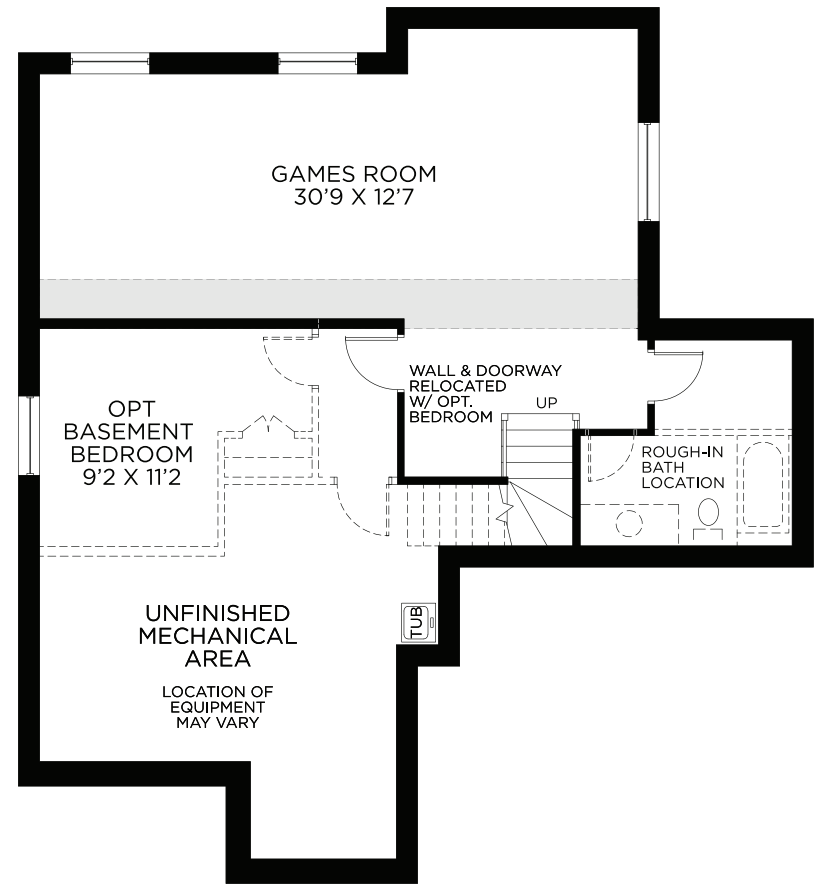 GAMES ROOM
30'9 X 12'7
WALL & DOORWAY
RELOCATED
W/ OPT.
BEDROOM
UP
OPT
BASEMENT
BEDROOM
9'2 X 11'2
ROUGH-IN
BATH
LOCATION
UNFINISHED
MECHANICAL
AREA
LOCATION OF
EQUIPMENT
MAY VARY
TUB